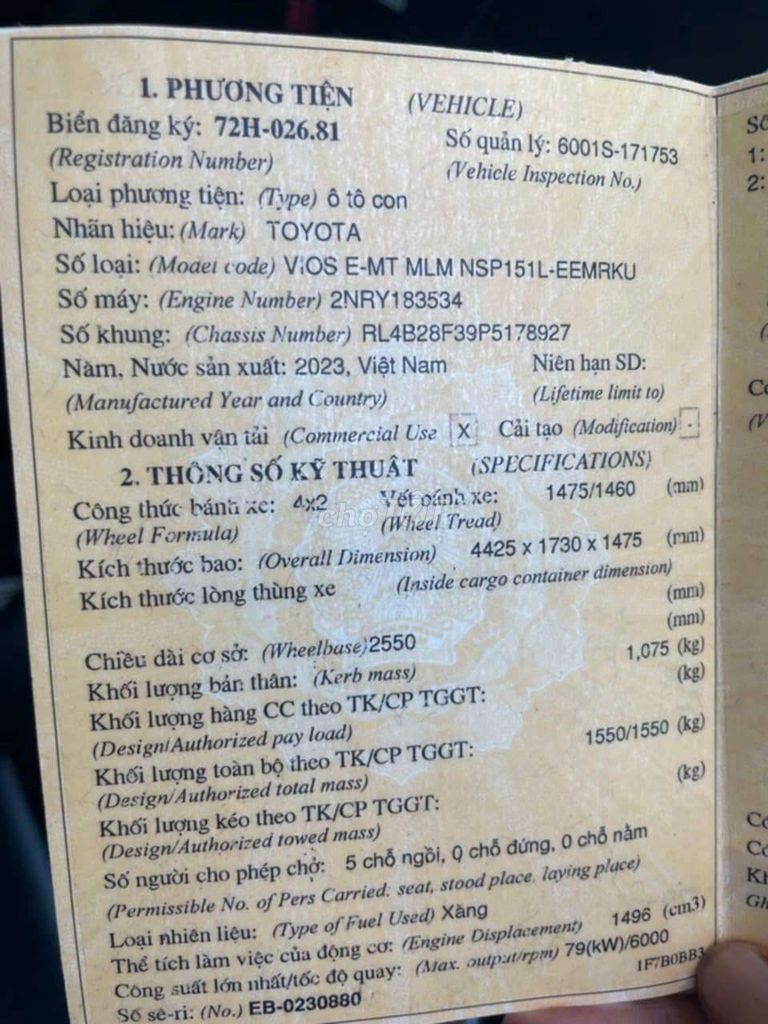 1. PHƯƠNG TIỆN (VEHICLE)
Biển đăng ký: 72H-026.81 Số quản lý: 6001S-171753
(Registration Number) (Vehicle Inspection No.)
Loại phương tiện: (Type) ô tô con
Nhãn hiệu: (Mark) TOYOTA
Số loại: (Model code) VIOS E-MT MLM NSP151L-EEMRKU
Số máy: (Engine Number) 2NRY183534
Số khung: (Chassis Number) RL4B28F39P5178927
Năm, Nước sản xuất: 2023, Việt Nam Niên hạn SD:
(Manufactured Year and Country) (Lifetime limit to)
Kinh doanh vận tải (Commercial Use X Cải tạo (Modification) -
2. THÔNG SỐ KỸ THUẬT (SPECIFICATIONS)
Công thức bánh xe: 4x2 Vết bánh xe: 1475/1460 (mm)
(Wheel Formula) (Wheel Tread)
Kích thước bao: (Overall Dimension) 4425 x 1730 x 1475 (mm)
Kích thước lòng thùng xe (Inside cargo container dimension)
(mm)
Chiều dài cơ sở: (Wheelbase) 2550 (mm)
Khối lượng bản thân: (Kerb mass) 1,075 (kg)
Khối lượng hàng CC theo TK/CP TGGT: (kg)
(Design/Authorized pay load)
Khối lượng toàn bộ theo TK/CP TGGT: 1550/1550 (kg)
(Design/Authorized total mass)
Khối lượng kéo theo TK/CP TGGT: (kg)
(Design/Authorized towed mass)
Số người cho phép chở: 5 chỗ ngồi, 0 chỗ đứng, 0 chỗ nằm
(Permissible No. of Pers Carried: seat, stood place, laying place)
Loại nhiên liệu: (Type of Fuel Used) Xăng
Thể tích làm việc của động cơ: (Engine Displacement) 1496 (cm3)
Công suất lớn nhất/tốc độ quay: (Max. output/rpm) 79(kW)/6000
Số sê-ri: (No.) EB-0230880 1F7B0BB3
1:
2: